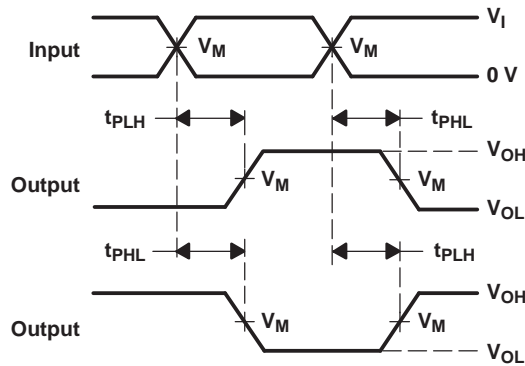 V_I
Input V_M V_M
0 V
t_PLH t_PHL
V_OH
Output V_M V_M
V_OL
t_PHL t_PLH
V_OH
Output V_M V_M
V_OL